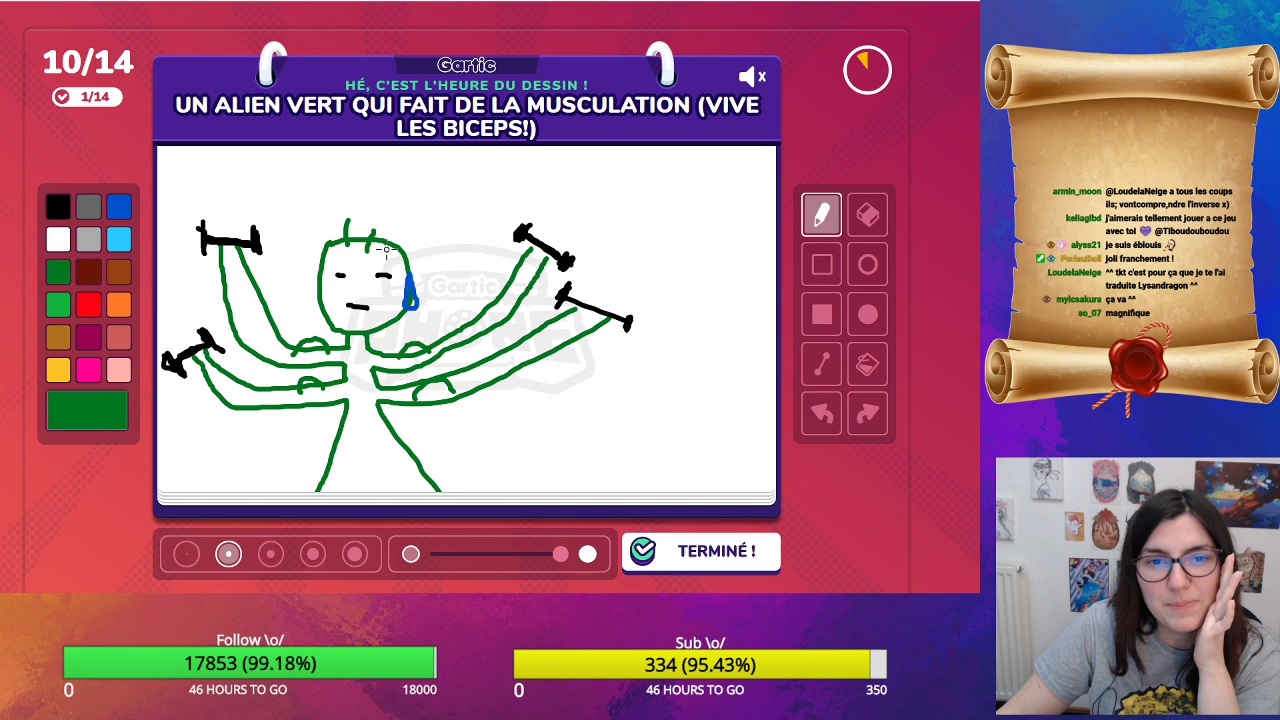 10/14
1/14
Gartic
HÉ, C'EST L'HEURE DU DESSIN !
UN ALIEN VERT QUI FAIT DE LA MUSCULATION (VIVE
LES BICEPS!)
Gartic
TERMINÉ !
armin_moon @LoudelaNeige a tous les coups
ils; vontcompre,ndre l'inverse x)
keliagibd j'aimerais tellement jouer a ce jeu
avec toi @Tiboudouboudou
alyss21 je suis éblouis
joli franchement !
LoudelaNeige ^^ tkt c'est pour ça que je te l'ai
traduite Lysandragon ^^
mylcsakura ça va ^^
so_07 magnifique
Follow \o/
17853 (99.18%)
0 46 HOURS TO GO 18000
Sub \o/
334 (95.43%)
0 46 HOURS TO GO 350